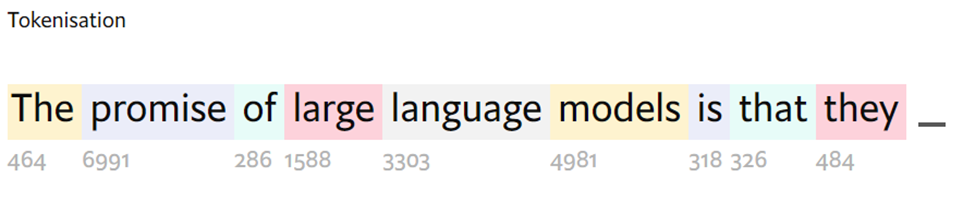 Tokenisation
The promise of large language models is that they _
464 6991 286 1588 3303 4981 318 326 484